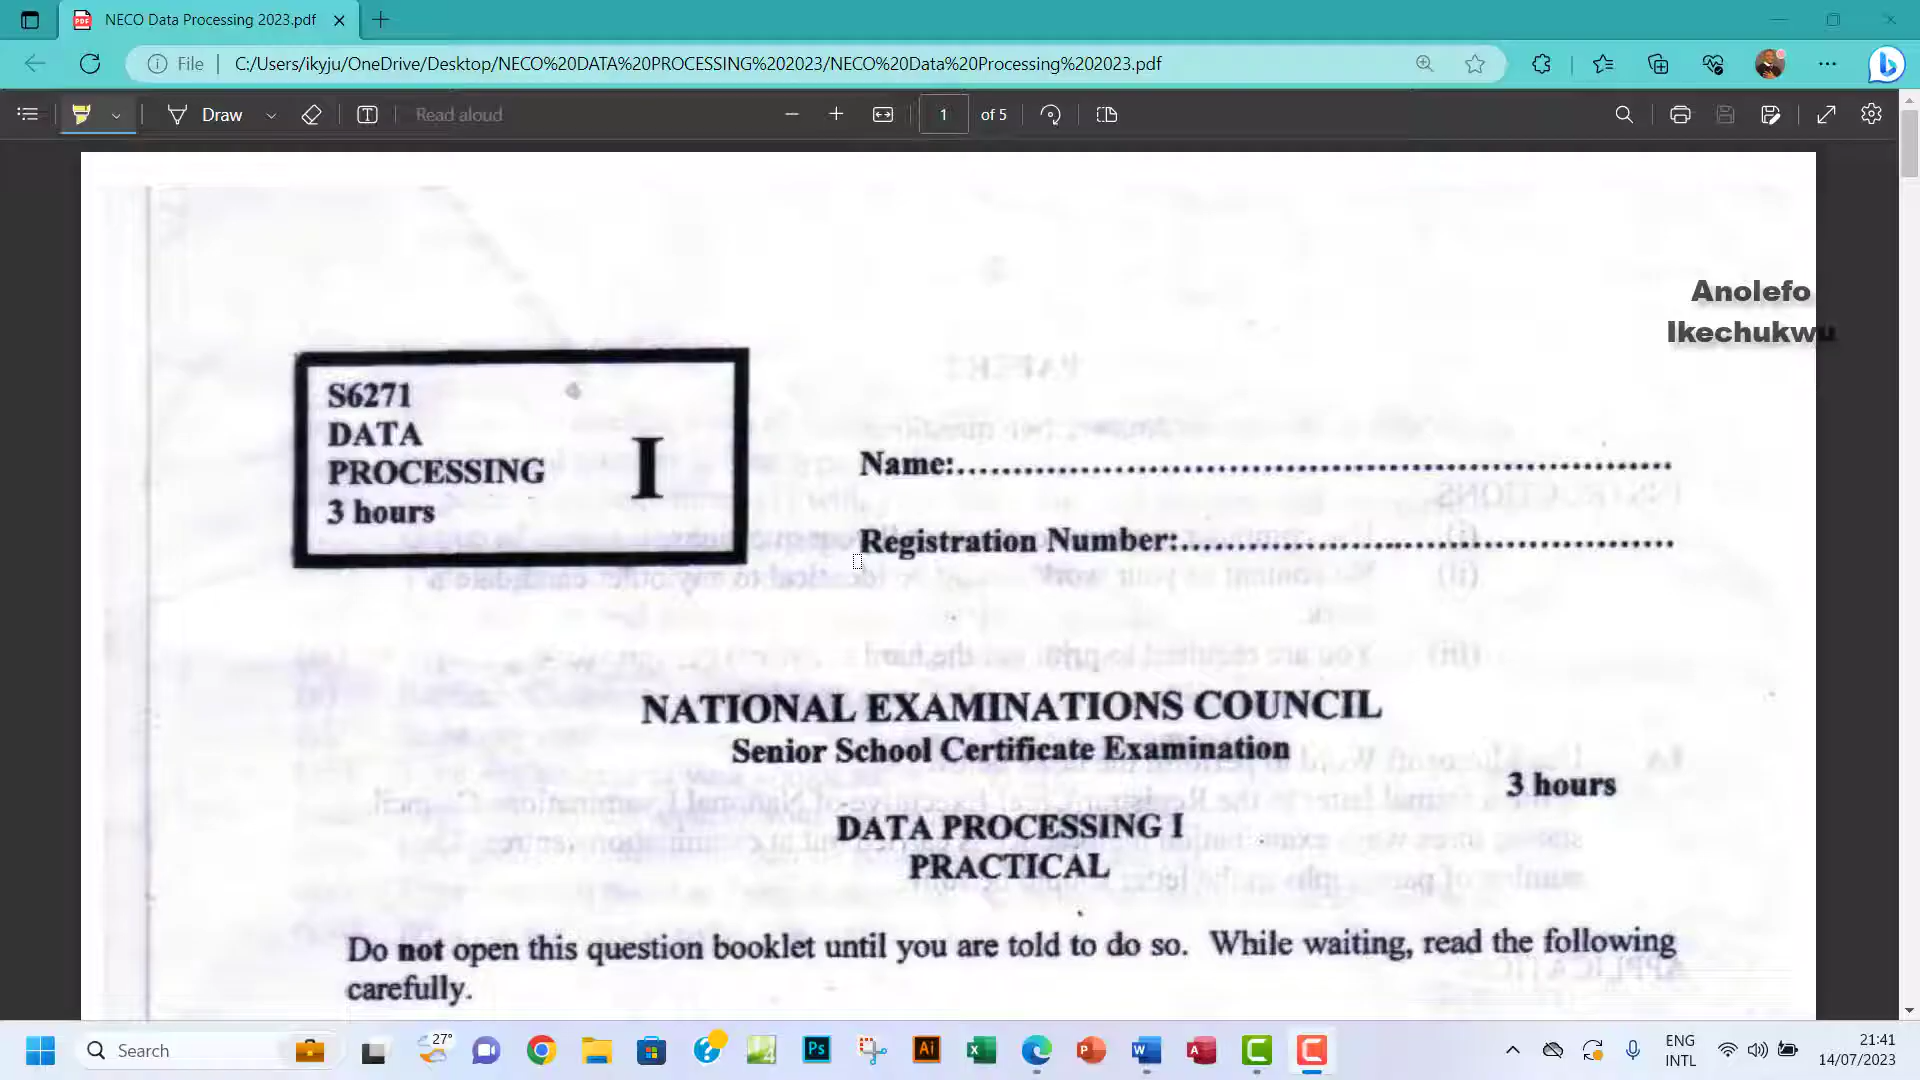 NECO Data Processing 2023.pdf
File
C:/Users/ikyju/OneDrive/Desktop/NECO%20DATA%20PROCESSING%202023/NECO%20Data%20Processing%202023.pdf
Draw
Read aloud
1
of 5
Anolefo
Ikechukwu
S6271
DATA
PROCESSING
3 hours
I
Name:
Registration Number:
NATIONAL EXAMINATIONS COUNCIL
Senior School Certificate Examination
3 hours
DATA PROCESSING I
PRACTICAL
Do not open this question booklet until you are told to do so. While waiting, read the following
carefully.
Search
27°
Ps
Ai
ENG
INTL
21:41
14/07/2023